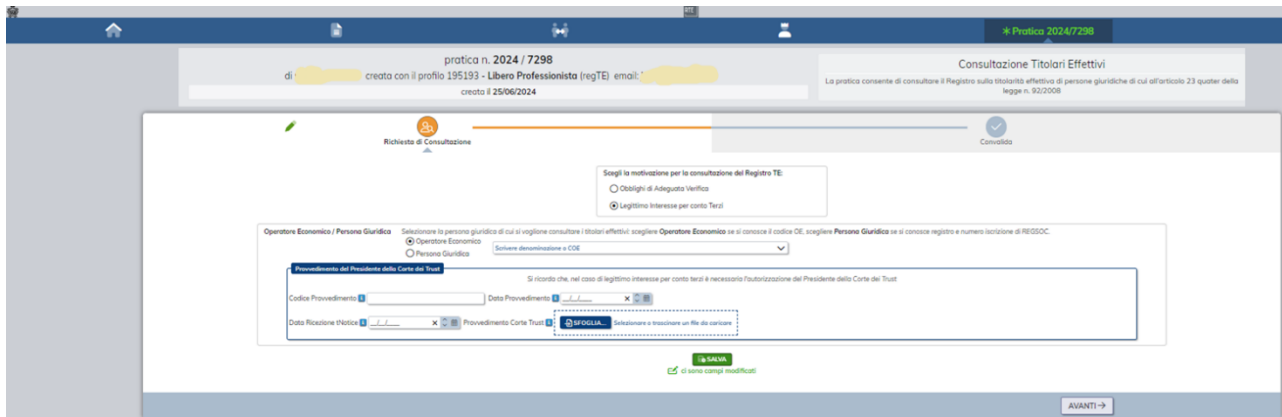 Pratica 2024/7298
pratica n. 2024 / 7298
di creata con il profilo 195193 - Libero Professionista (regTE) email:
creata il 25/06/2024
Consultazione Titolari Effettivi
La pratica consente di consultare il Registro sulla titolarità effettiva di persone giuridiche di cui all'articolo 23 quater della
legge n. 92/2008
Richiesta di Consultazione
Convalida
Scegli la motivazione per la consultazione del Registro TE:
Obblighi di Adeguata Verifica
Legittimo Interesse per conto Terzi
Operatore Economico / Persona Giuridica Selezionare la persona giuridica di cui si vogliono consultare i titolari effettivi: scegliere Operatore Economico se si conosce il codice OE, scegliere Persona Giuridica se si conosce registro e numero iscrizione di REGSOC.
Operatore Economico
Persona Giuridica
Scrivere denominazione o COE
Provvedimento del Presidente della Corte dei Trust
Si ricorda che, nel caso di legittimo interesse per conto terzi è necessaria l'autorizzazione del Presidente della Corte dei Trust
Codice Provvedimento Data Provvedimento __/__/____
Data Ricezione tNotice __/__/____ Provvedimento Corte Trust SFOGLIA... Selezionare o trascinare un file da caricare
SALVA
ci sono campi modificati
AVANTI →